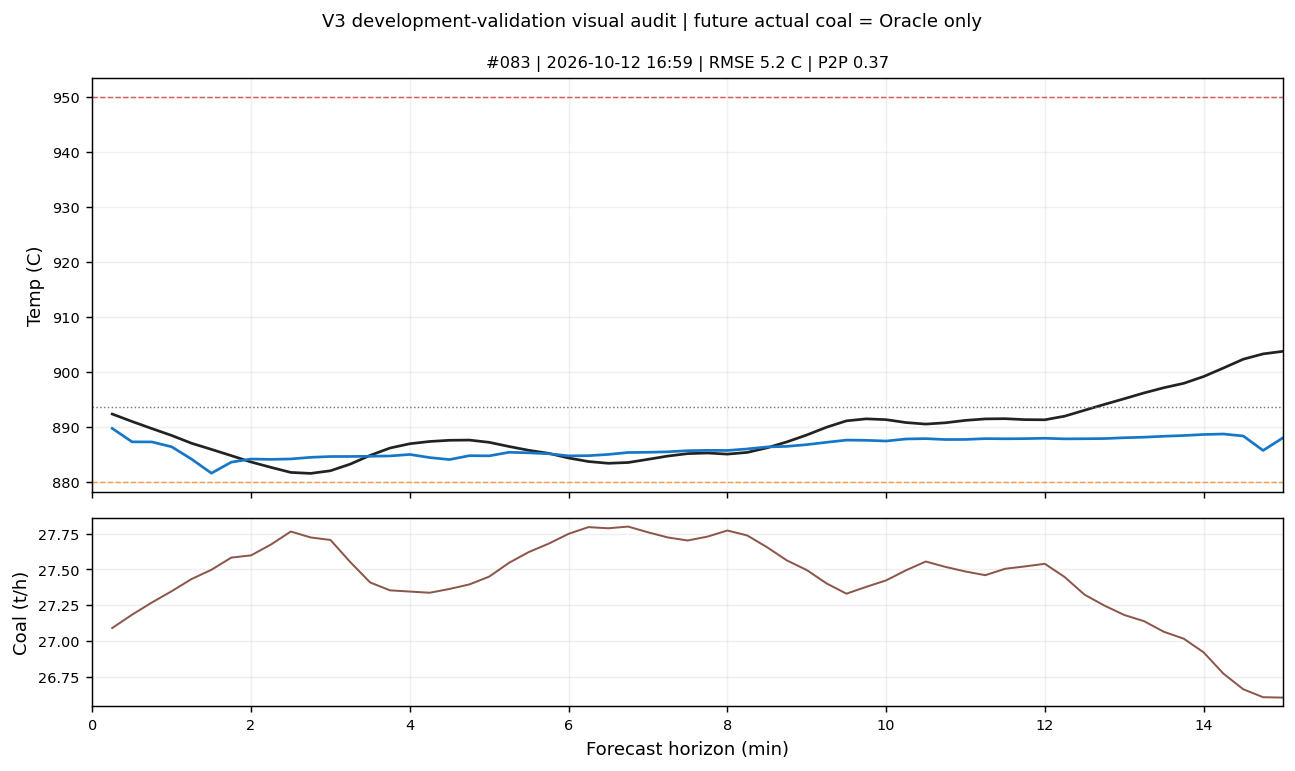 V3 development-validation visual audit | future actual coal = Oracle only
#083 | 2026-10-12 16:59 | RMSE 5.2 C | P2P 0.37
Temp (C)
950
940
930
920
910
900
890
880
Coal (t/h)
27.75
27.50
27.25
27.00
26.75
0 2 4 6 8 10 12 14
Forecast horizon (min)